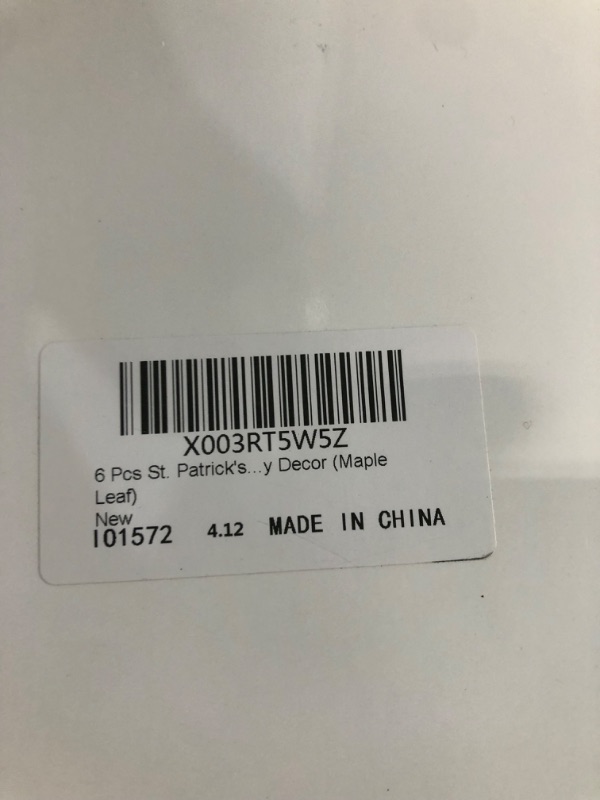 X003RT5W5Z
6 Pcs St. Patrick's...y Decor (Maple
Leaf)
New
I01572 4.12 MADE IN CHINA